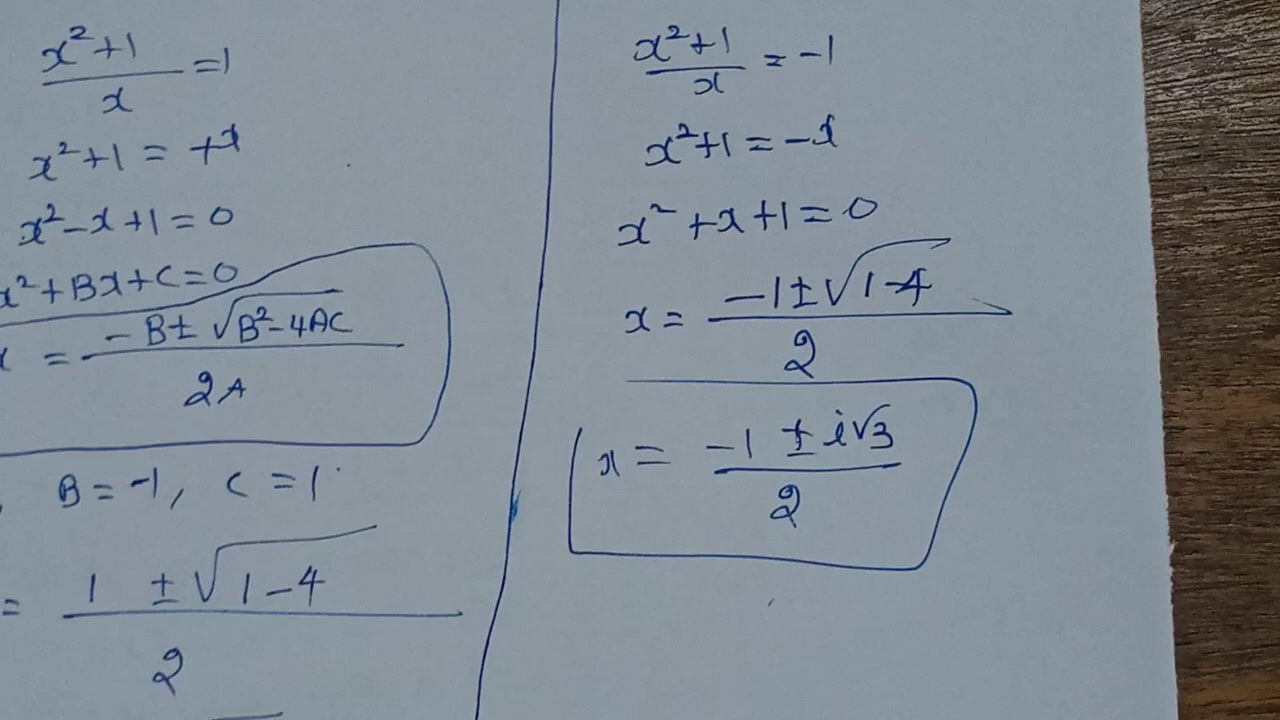 x²+1
/x = 1
x²+1 = +x
x²-x+1=0
x²+Bx+C=0
x = (-B±√(B²-4AC))/2A
B=-1, C=1
= (1 ±√(1-4))/2
(x²+1)/x = -1
x²+1=-x
x²+x+1=0
x = (-1±√(1-4))/2
x = (-1 ±i√3)/2